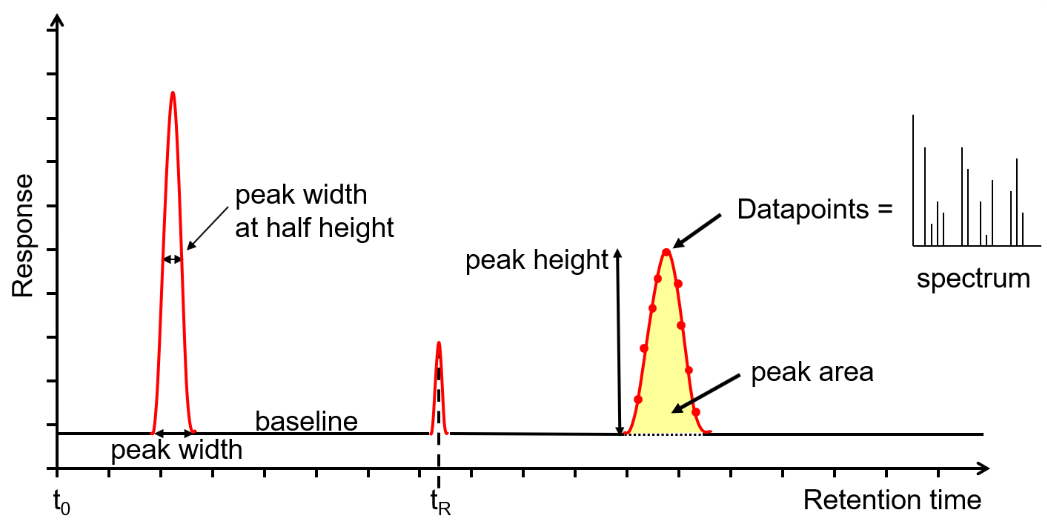 peak width
at half height
Datapoints =
spectrum
Response
peak height
peak area
baseline
peak width
t0
tR
Retention time